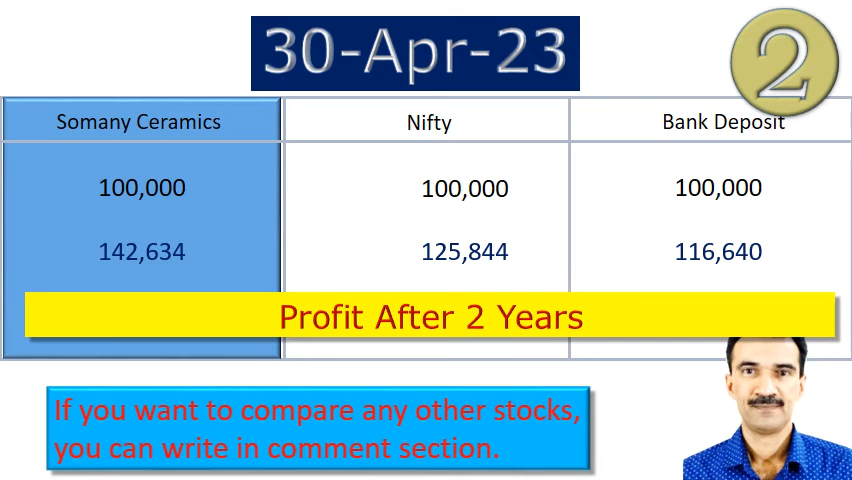 30-Apr-23
2
Somany Ceramics Nifty Bank Deposit
100,000 100,000 100,000
142,634 125,844 116,640
Profit After 2 Years
If you want to compare any other stocks,
you can write in comment section.